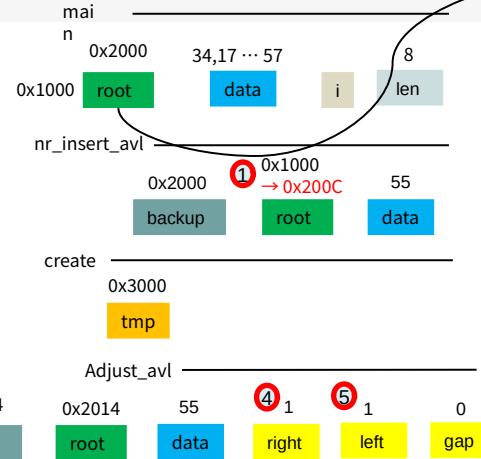 mai
n
0x2000 34,17 ⋯ 57 8
0x1000 root data i len
nr_insert_avl
0x2000 1 0x1000 55
→ 0x200C
backup root data
create
0x3000
tmp
Adjust_avl
4 0x2014 55 4 1 5 1 0
root data right left gap